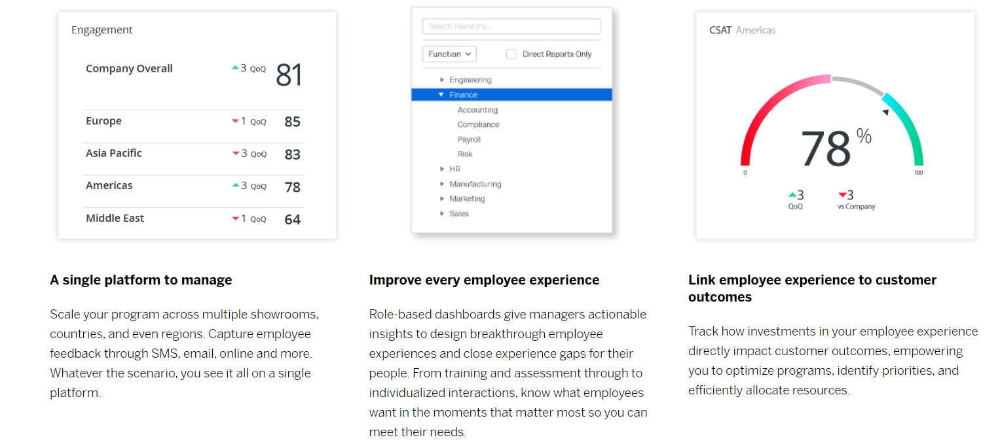 Engagement
Company Overall 3 QoQ 81
Europe 1 QoQ 85
Asia Pacific 3 QoQ 83
Americas 3 QoQ 78
Middle East 1 QoQ 64
A single platform to manage
Scale your program across multiple showrooms,
countries, and even regions. Capture employee
feedback through SMS, email, online and more.
Whatever the scenario, you see it all on a single
platform.
Search Hierarchy...
Function Direct Reports Only
Engineering
Finance
Accounting
Compliance
Payroll
Risk
HR
Manufacturing
Marketing
Sales
Improve every employee experience
Role-based dashboards give managers actionable
insights to design breakthrough employee
experiences and close experience gaps for their
people. From training and assessment through to
individualized interactions, know what employees
want in the moments that matter most so you can
meet their needs.
CSAT Americas
78 %
0 100
3 3
QoQ vs Company
Link employee experience to customer
outcomes
Track how investments in your employee experience
directly impact customer outcomes, empowering
you to optimize programs, identify priorities, and
efficiently allocate resources.